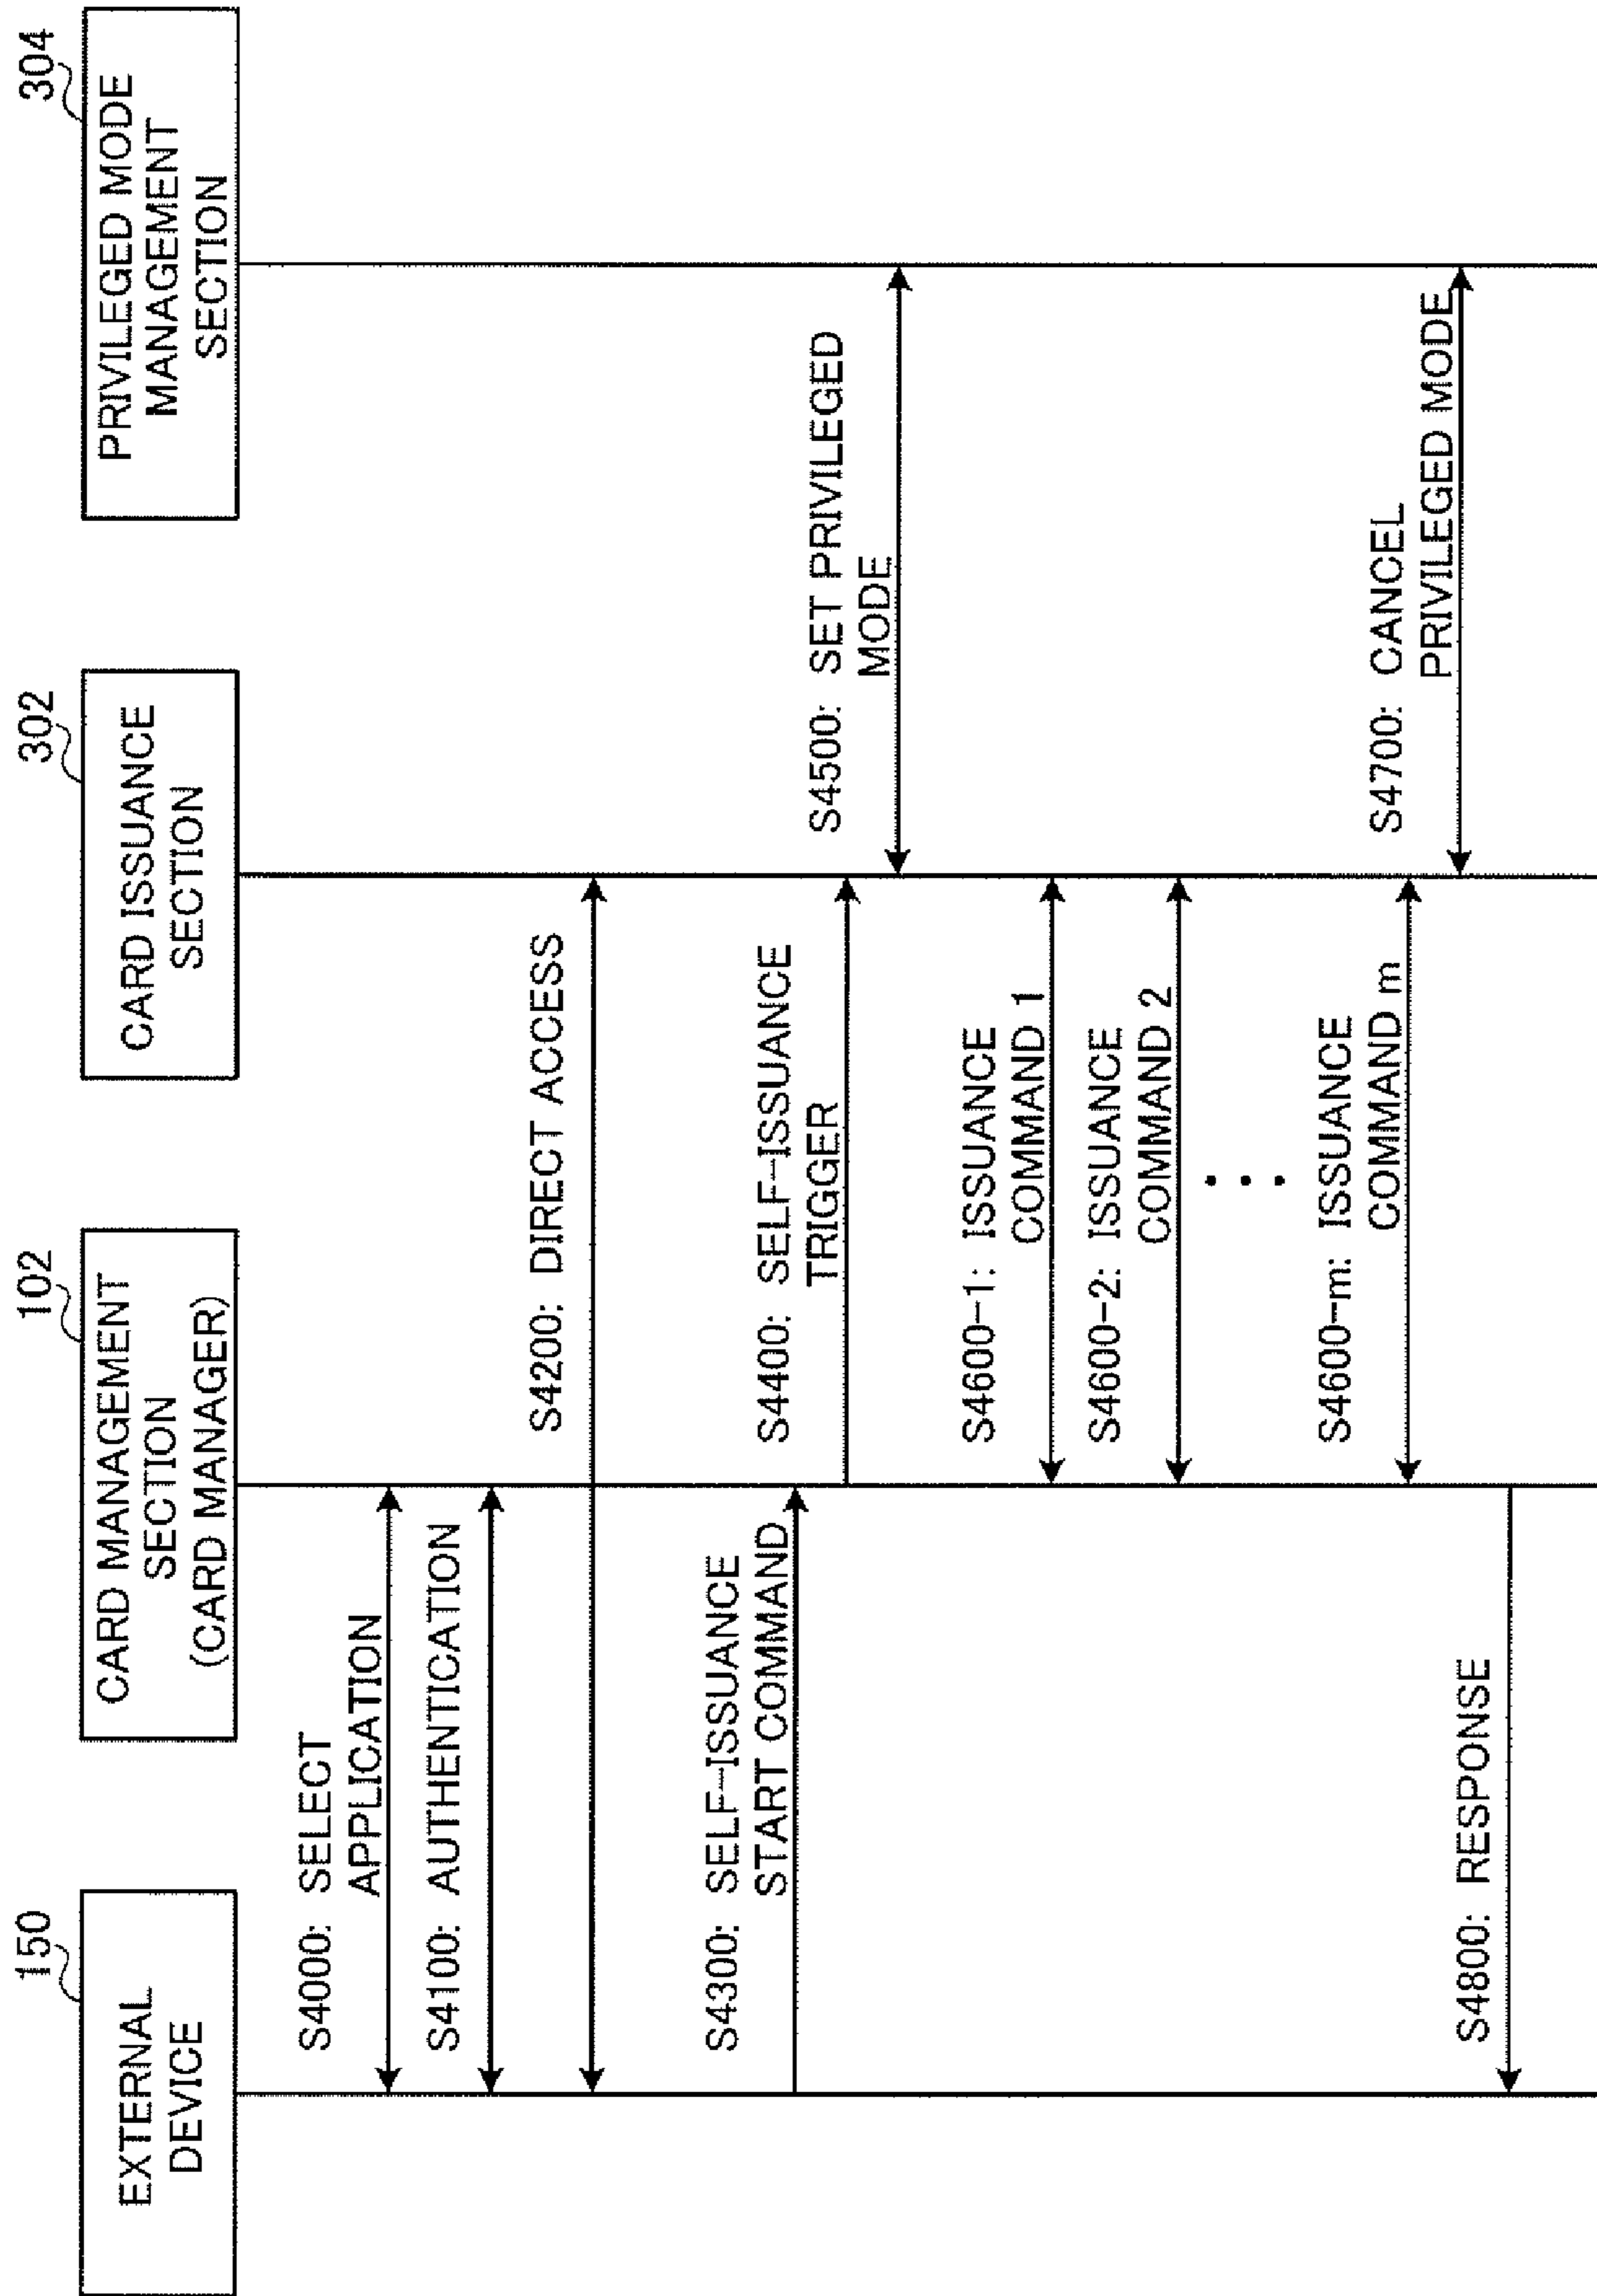 150
EXTERNAL
DEVICE
102
CARD MANAGEMENT
SECTION
(CARD MANAGER)
302
CARD ISSUANCE
SECTION
304
PRIVILEGED MODE
MANAGEMENT
SECTION
S4000: SELECT
APPLICATION
S4100: AUTHENTICATION
S4200: DIRECT ACCESS
S4300: SELF-ISSUANCE
START COMMAND
S4400: SELF-ISSUANCE
TRIGGER
S4500: SET PRIVILEGED
MODE
S4600-1: ISSUANCE
COMMAND 1
S4600-2: ISSUANCE
COMMAND 2
...
S4600-m: ISSUANCE
COMMAND m
S4700: CANCEL
PRIVILEGED MODE
S4800: RESPONSE